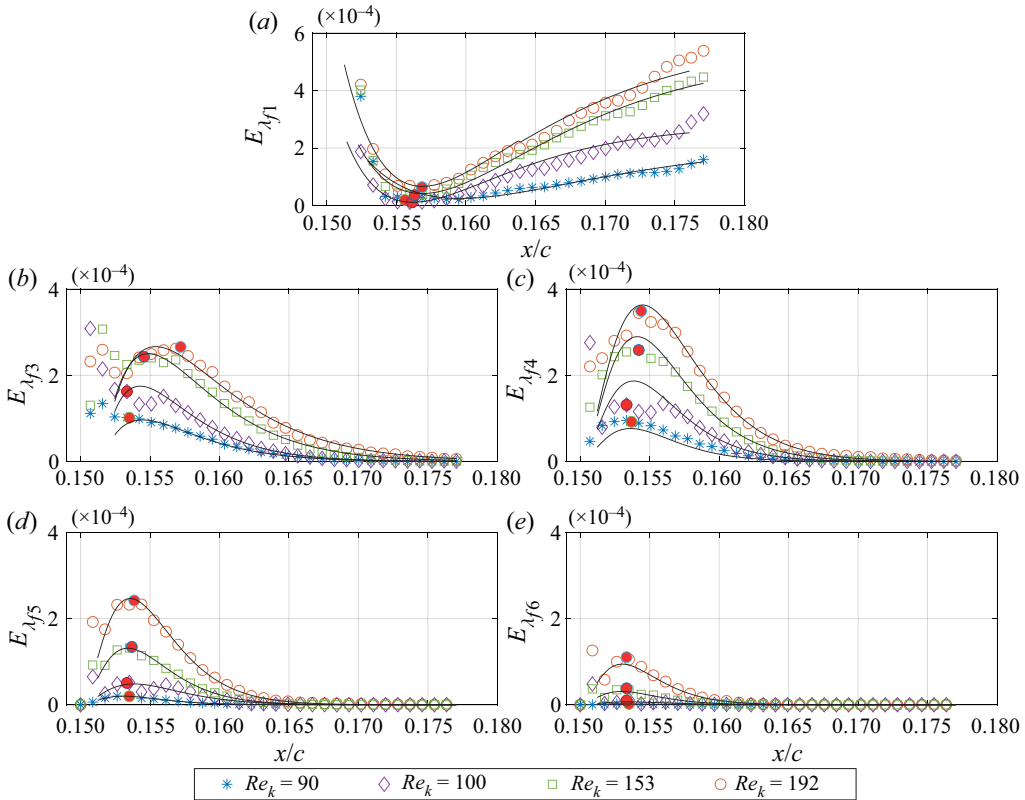 (a) (×10⁻⁴)
6
4
2
0
E_λf1
0.150 0.155 0.160 0.165 0.170 0.175 0.180
x/c
(b) (×10⁻⁴) (c) (×10⁻⁴)
4 4
2 2
0 0
E_λf3 E_λf4
0.150 0.155 0.160 0.165 0.170 0.175 0.180 0.150 0.155 0.160 0.165 0.170 0.175 0.180
(d) (×10⁻⁴) (e) (×10⁻⁴)
4 4
2 2
0 0
E_λf5 E_λf6
0.150 0.155 0.160 0.165 0.170 0.175 0.180 0.150 0.155 0.160 0.165 0.170 0.175 0.180
x/c x/c
Re_k = 90 Re_k = 100 Re_k = 153 Re_k = 192